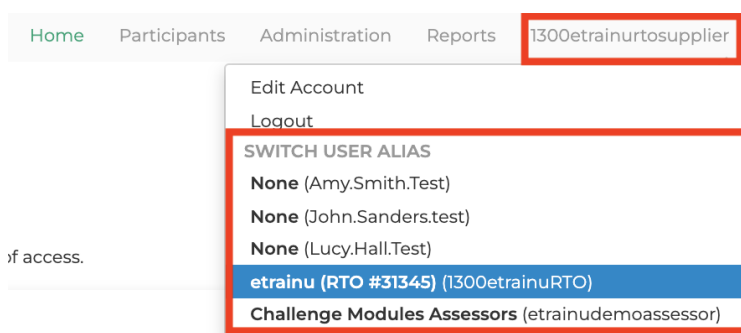 Home Participants Administration Reports 1300etrainurtosupplier
Edit Account
Logout
SWITCH USER ALIAS
None (Amy.Smith.Test)
None (John.Sanders.test)
None (Lucy.Hall.Test)
of access.
etrainu (RTO #31345) (1300etrainuRTO)
Challenge Modules Assessors (etrainudemoassessor)